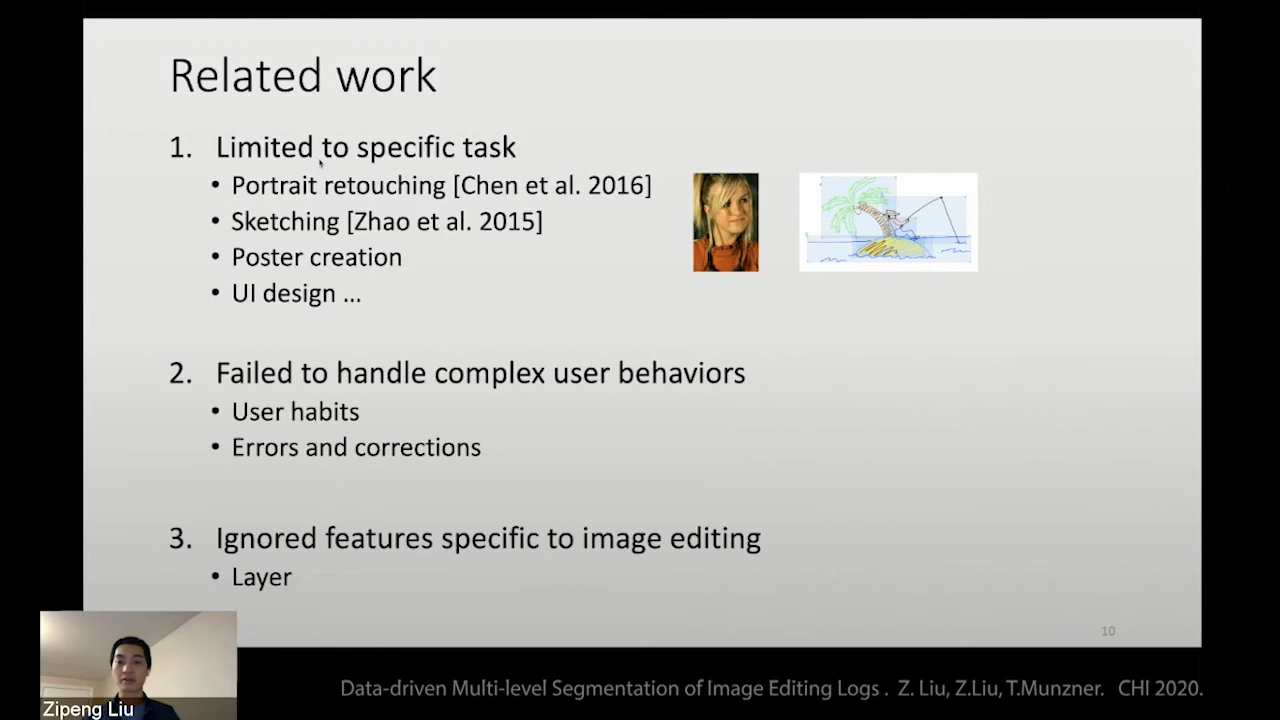 Related work
1. Limited to specific task
• Portrait retouching [Chen et al. 2016]
• Sketching [Zhao et al. 2015]
• Poster creation
• UI design ...
2. Failed to handle complex user behaviors
• User habits
• Errors and corrections
3. Ignored features specific to image editing
• Layer
10
Zipeng Liu
Data-driven Multi-level Segmentation of Image Editing Logs . Z. Liu, Z.Liu, T.Munzner. CHI 2020.